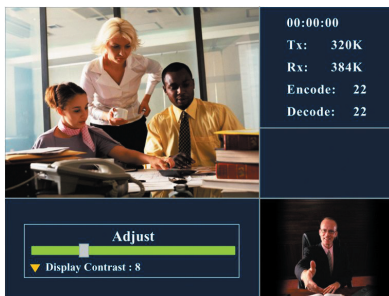 00:00:00
Tx: 320K
Rx: 384K
Encode: 22
Decode: 22
Adjust
Display Contrast : 8